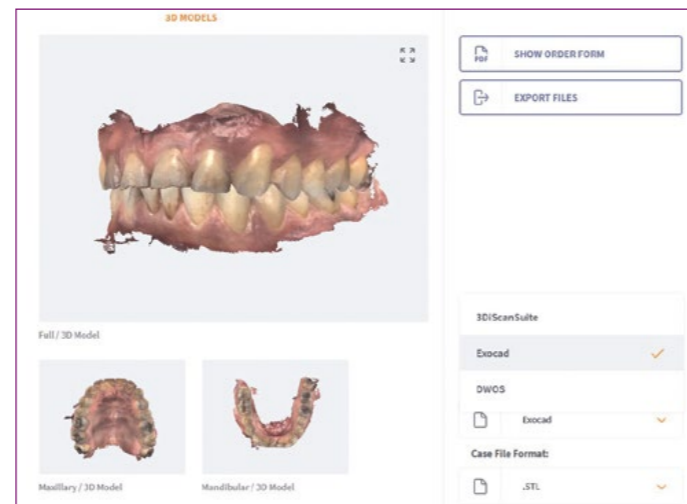 3D MODELS
Full / 3D Model
Maxillary / 3D Model
Mandibular / 3D Model
PDF
SHOW ORDER FORM
EXPORT FILES
3DiScanSuite
Exocad
DWOS
Exocad
Case File Format:
.STL